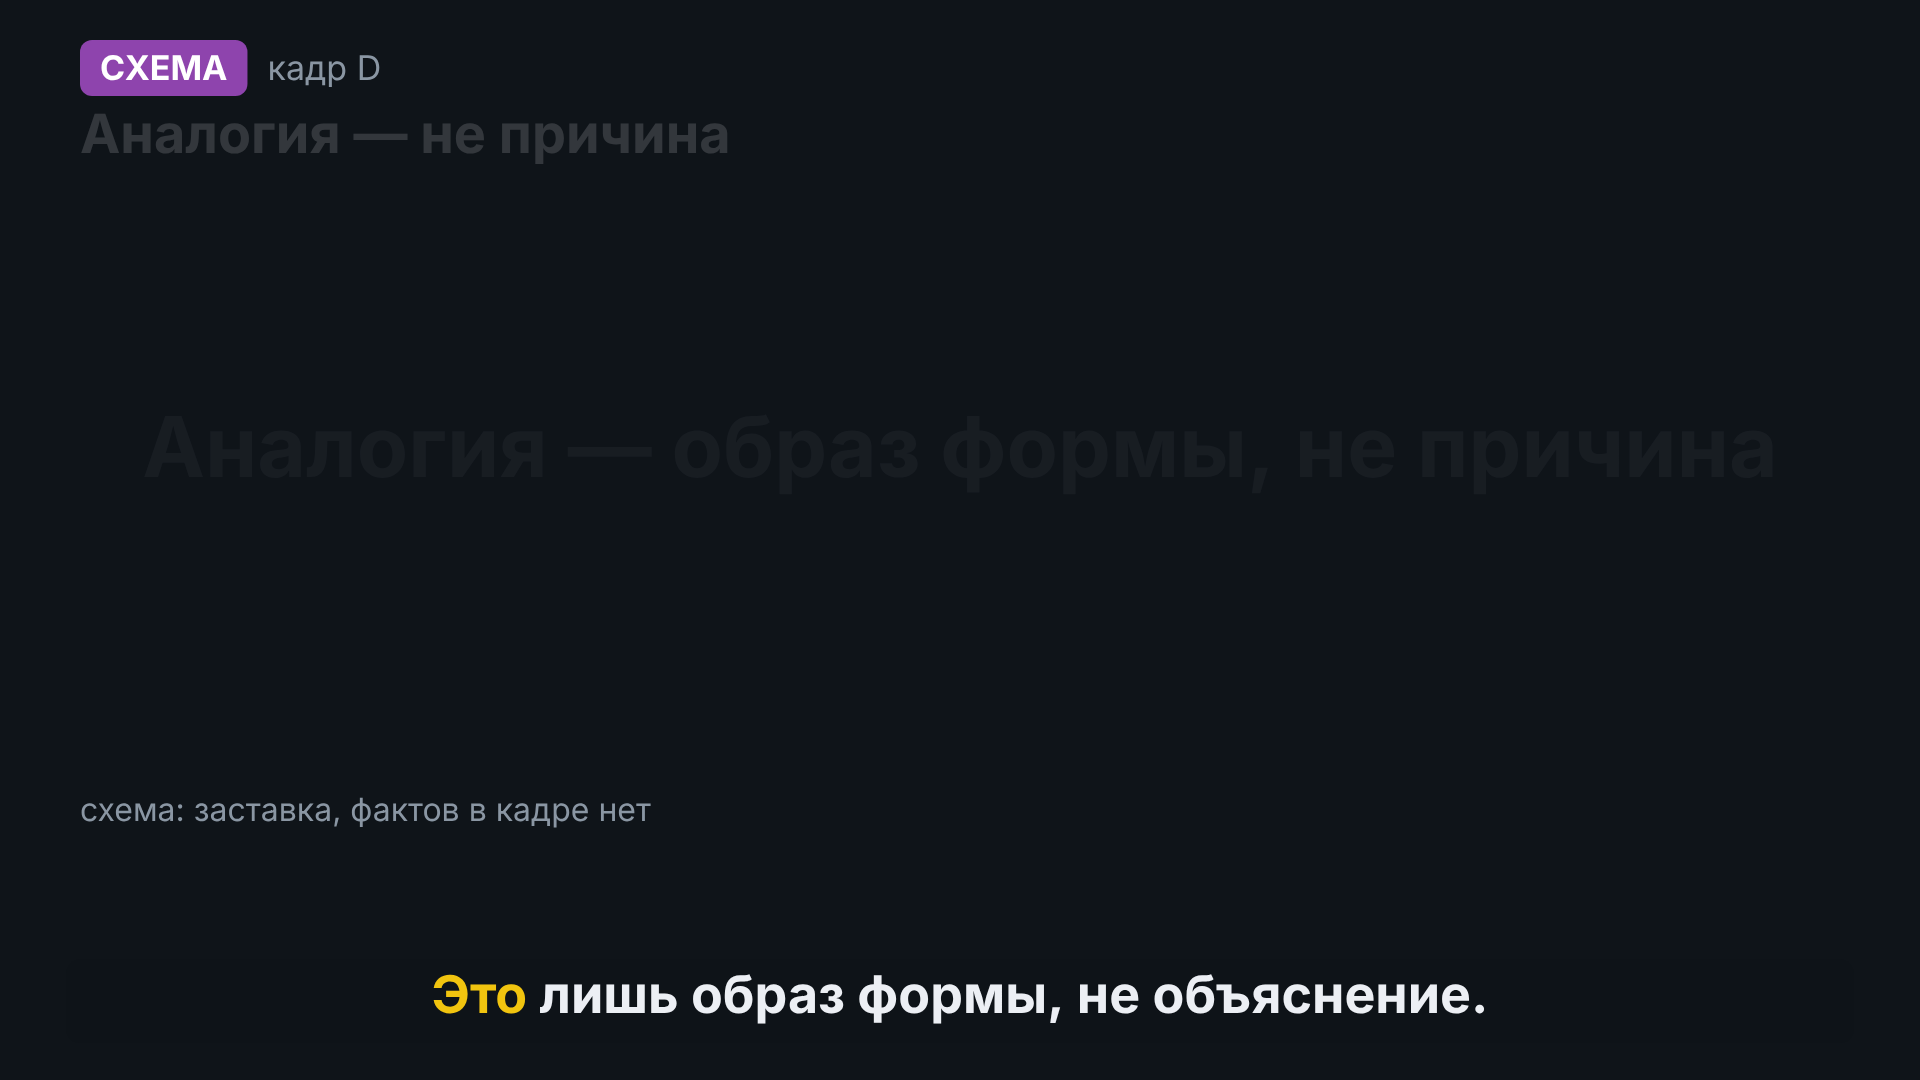 СХЕМА кадр D
Аналогия — не причина
Аналогия — образ формы, не причина
схема: заставка, фактов в кадре нет
Это лишь образ формы, не объяснение.